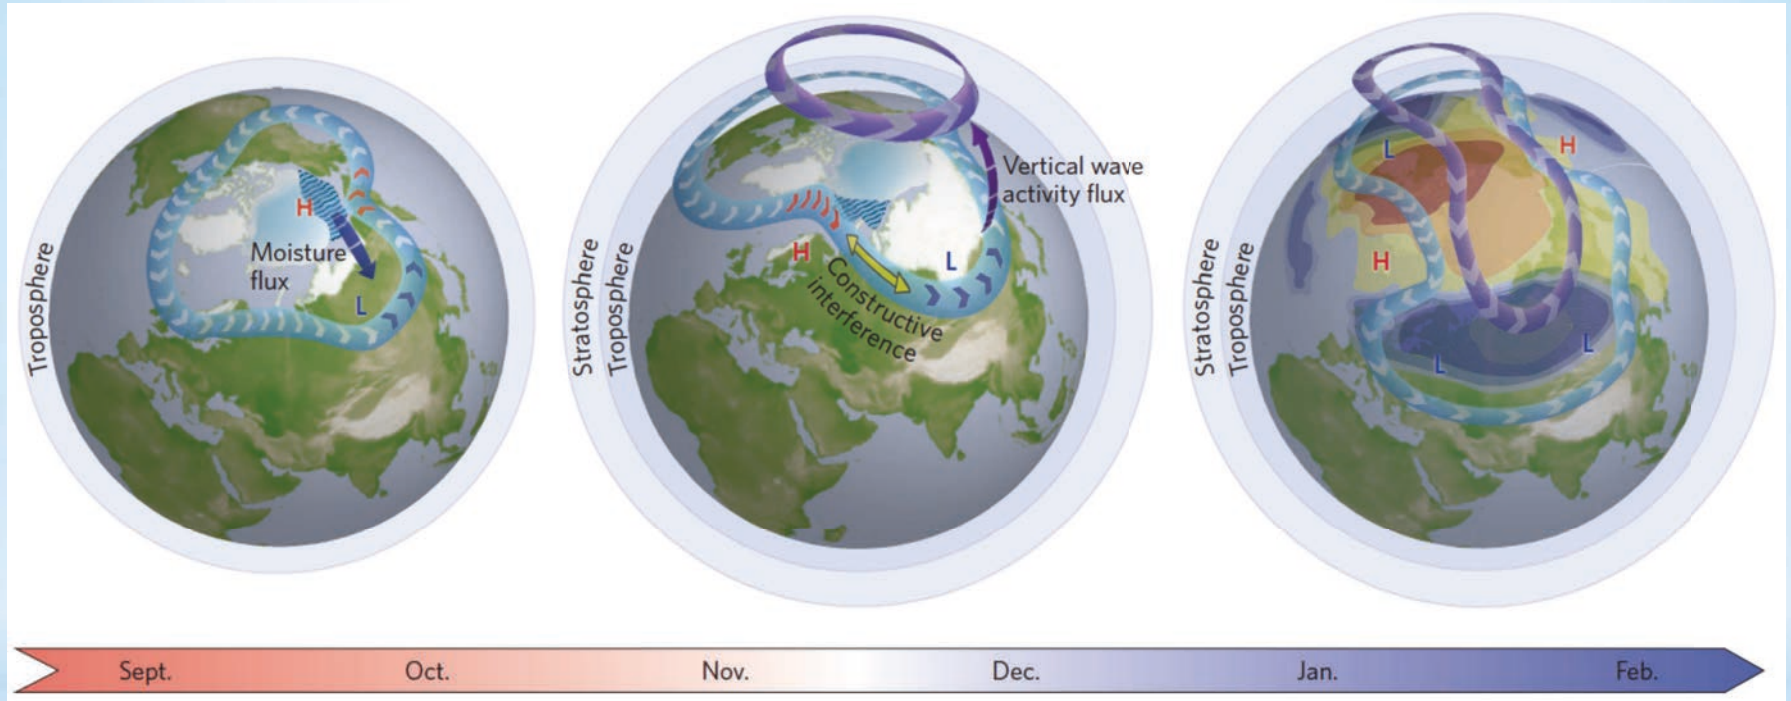 Troposphere
H
Moisture
flux
L
Stratosphere
Troposphere
H
Constructive
interference
L
Vertical wave
activity flux
Stratosphere
Troposphere
L
H
H
L
L
Sept.
Oct.
Nov.
Dec.
Jan.
Feb.